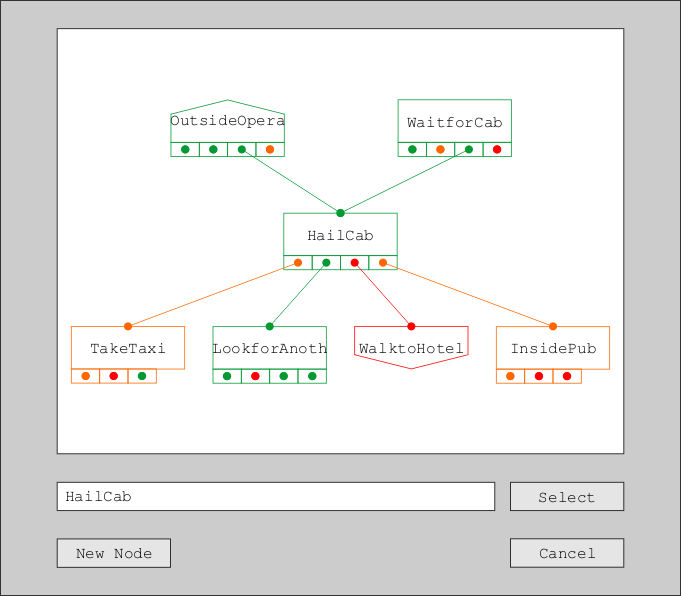 OutsideOpera
WaitforCab
HailCab
TakeTaxi
LookforAnoth
WalktoHotel
InsidePub
HailCab
Select
New Node
Cancel